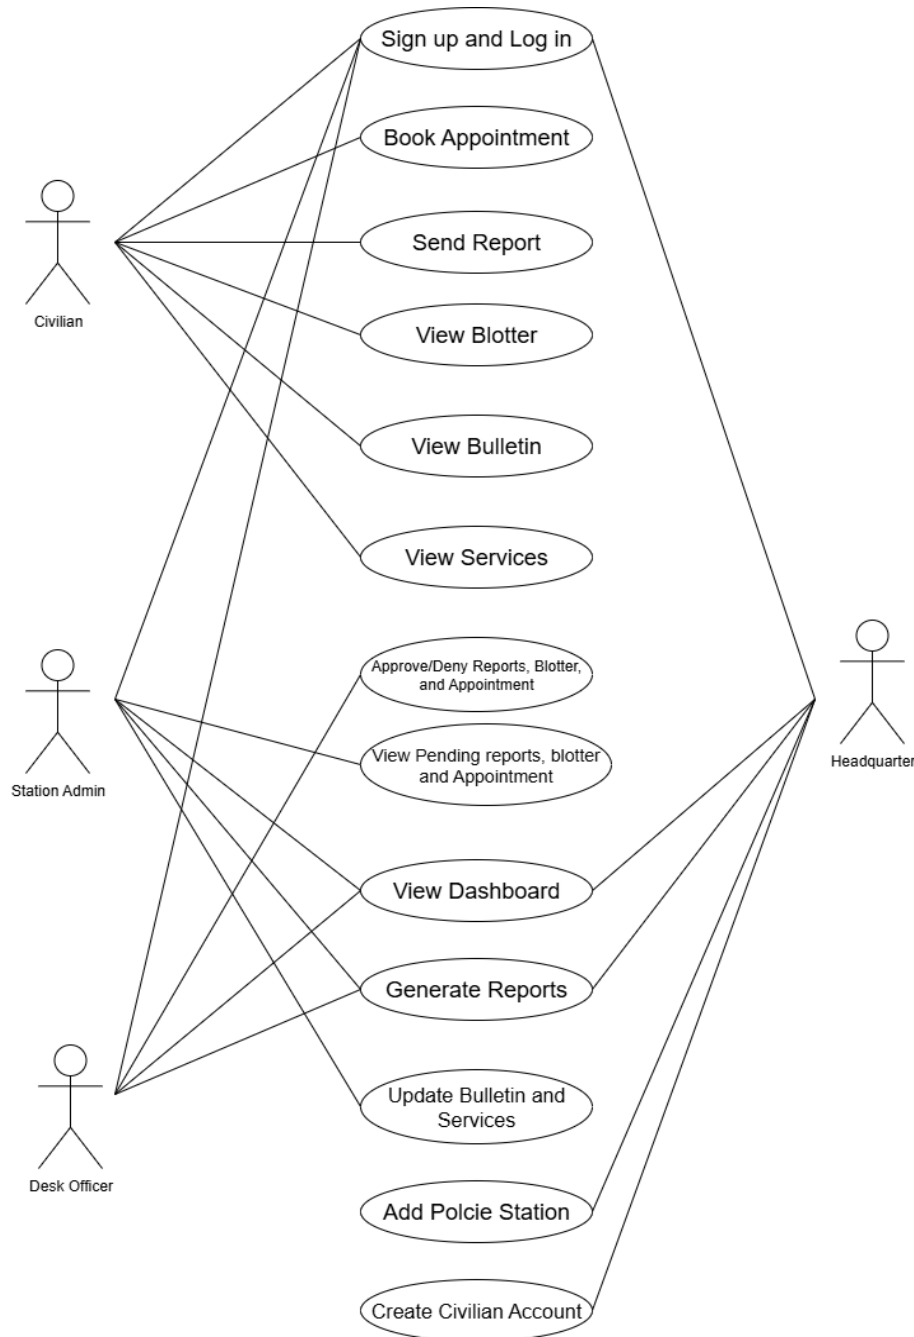 Sign up and Log in
Book Appointment
Send Report
Civilian
View Blotter
View Bulletin
View Services
Approve/Deny Reports, Blotter,
and Appointment
View Pending reports, blotter
and Appointment
Station Admin
Headquarter
View Dashboard
Generate Reports
Update Bulletin and
Services
Desk Officer
Add Polcie Station
Create Civilian Account